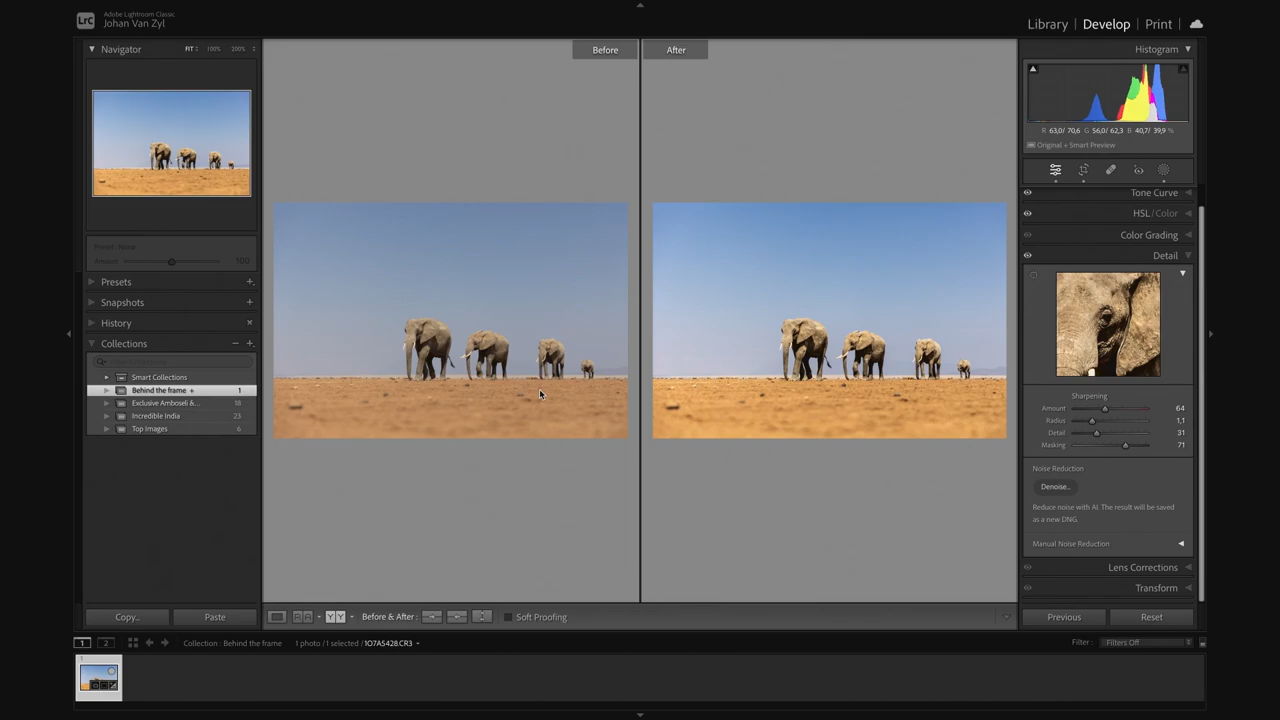 LrC
Adobe Lightroom Classic
Johan Van Zyl
Library | Develop | Print
Navigator FIT 100% 200%
Before
After
Histogram
R 63,0/ 70,6 G 56,0/ 62,3 B 40,7/ 39,9 %
Original + Smart Preview
Tone Curve
HSL / Color
Color Grading
Detail
Preset: None
Amount 100
Presets
Snapshots
History
Collections
Smart Collections
Behind the frame + 1
Exclusive Amboseli &... 18
Incredible India 23
Top Images 6
Sharpening
Amount 64
Radius 1,1
Detail 31
Masking 71
Noise Reduction
Denoise...
Reduce noise with AI. The result will be saved
as a new DNG.
Manual Noise Reduction
Lens Corrections
Transform
Copy... Paste
R A Y Y Before & After: Soft Proofing
Previous Reset
1 2 Collection : Behind the frame 1 photo / 1 selected / 1O7A5428.CR3 Filter : Filters Off